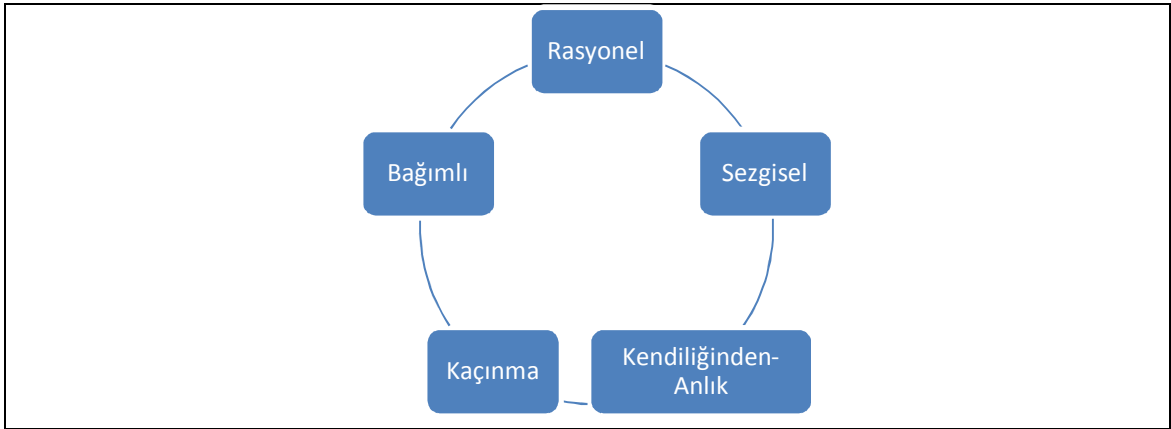 Rasyonel
Sezgisel
Kendiliğinden-
Anlık
Kaçınma
Bağımlı